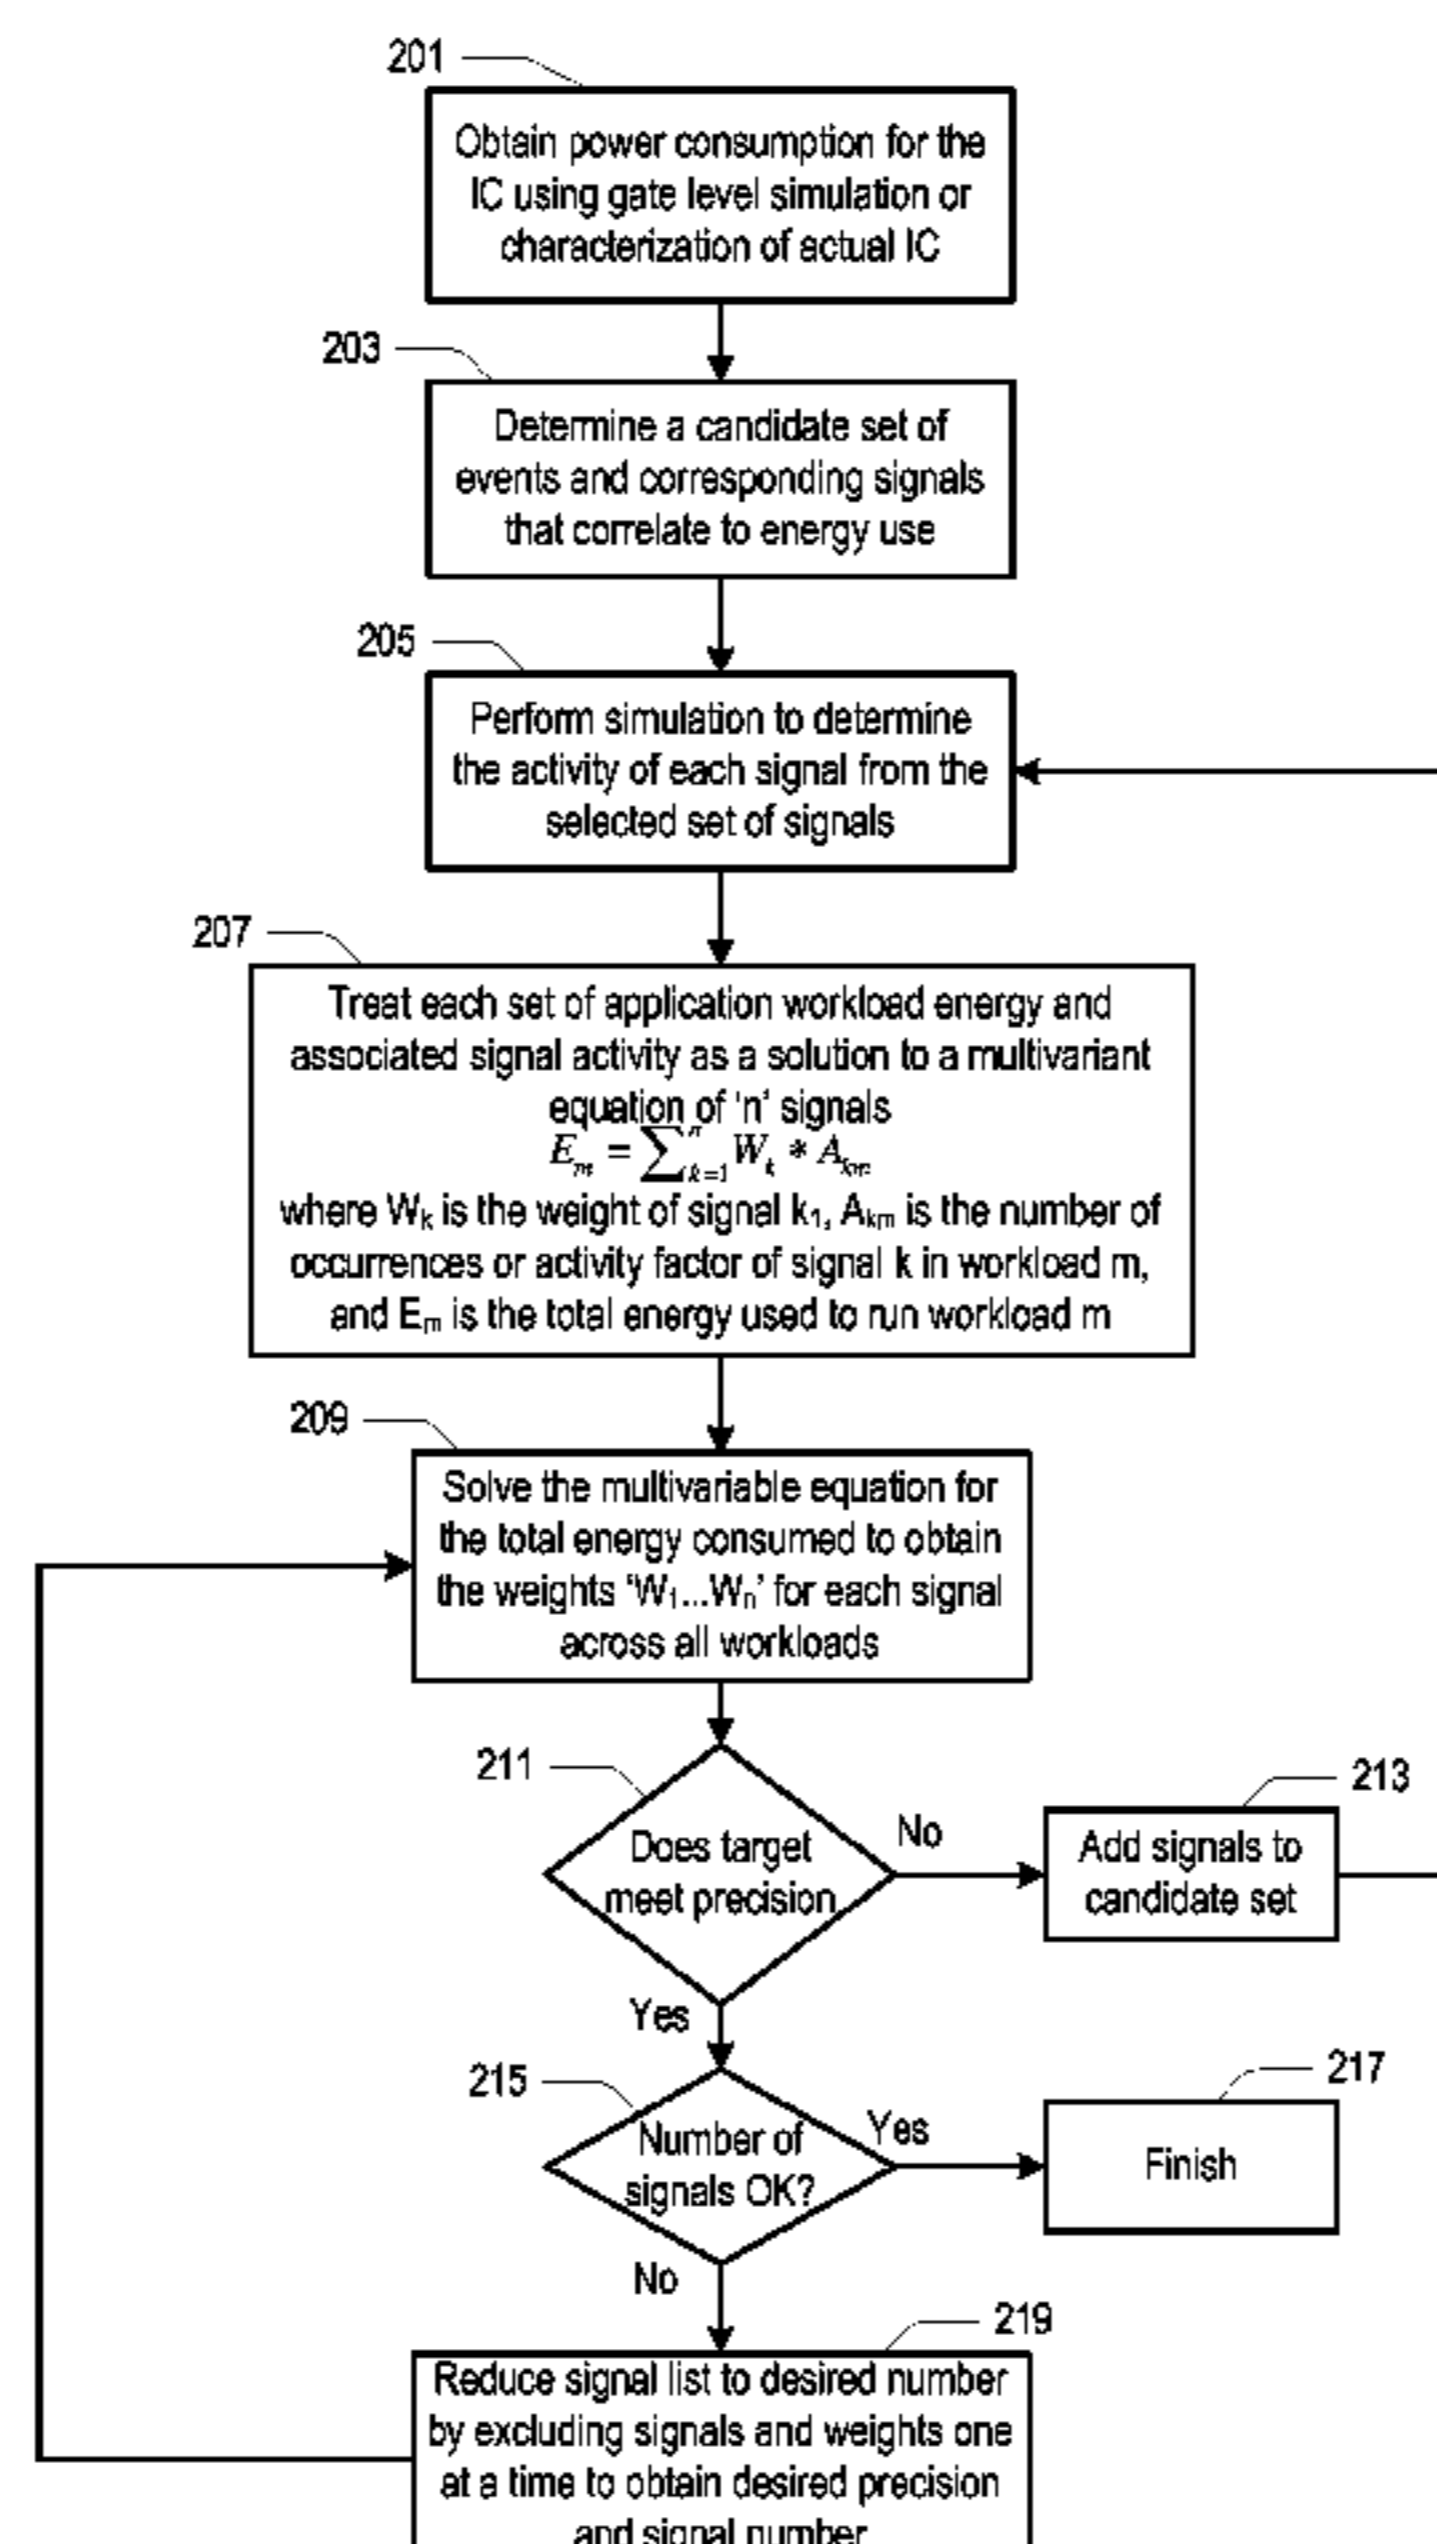 201
Obtain power consumption for the
IC using gate level simulation or
characterization of actual IC
203
Determine a candidate set of
events and corresponding signals
that correlate to energy use
205
Perform simulation to determine
the activity of each signal from the
selected set of signals
207
Treat each set of application workload energy and
associated signal activity as a solution to a multivariant
equation of ‘n’ signals
Eₘ = ∑ⁿₖ₌₁ Wₖ * Aₖₘ
where Wₖ is the weight of signal k₁, Aₖₘ is the number of
occurrences or activity factor of signal k in workload m,
and Eₘ is the total energy used to run workload m
209
Solve the multivariable equation for
the total energy consumed to obtain
the weights ‘W₁...Wₙ’ for each signal
across all workloads
211
Does target
meet precision
No
213
Add signals to
candidate set
Yes
215
Number of
signals OK?
Yes
217
Finish
No
219
Reduce signal list to desired number
by excluding signals and weights one
at a time to obtain desired precision
and signal number